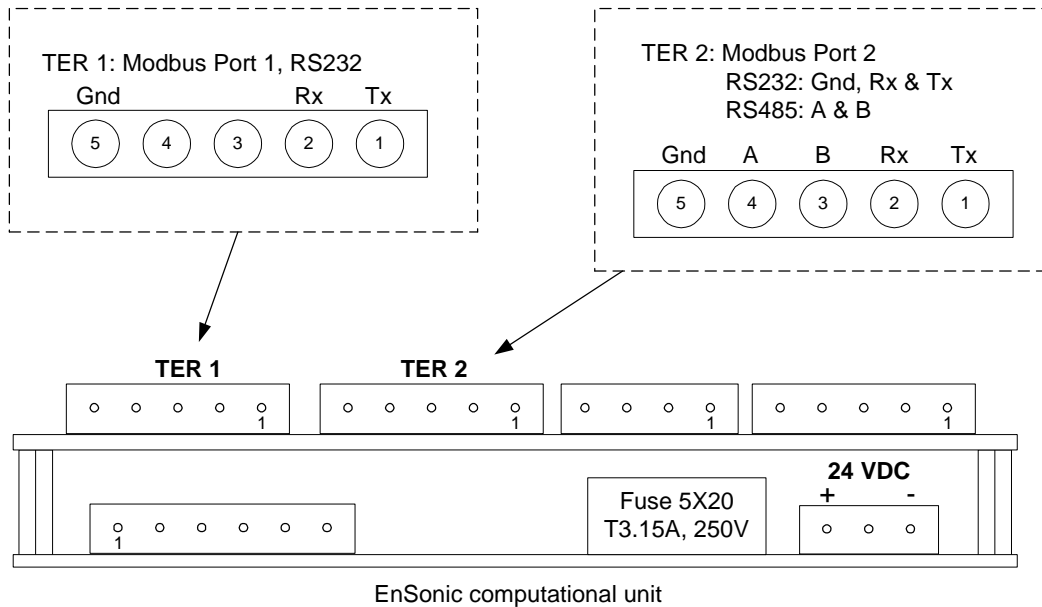 TER 1: Modbus Port 1, RS232
Gnd Rx Tx
5 4 3 2 1
TER 2: Modbus Port 2
RS232: Gnd, Rx & Tx
RS485: A & B
Gnd A B Rx Tx
5 4 3 2 1
TER 1 TER 2
1 1 1 1
24 VDC
+ -
Fuse 5X20
T3.15A, 250V
1
EnSonic computational unit